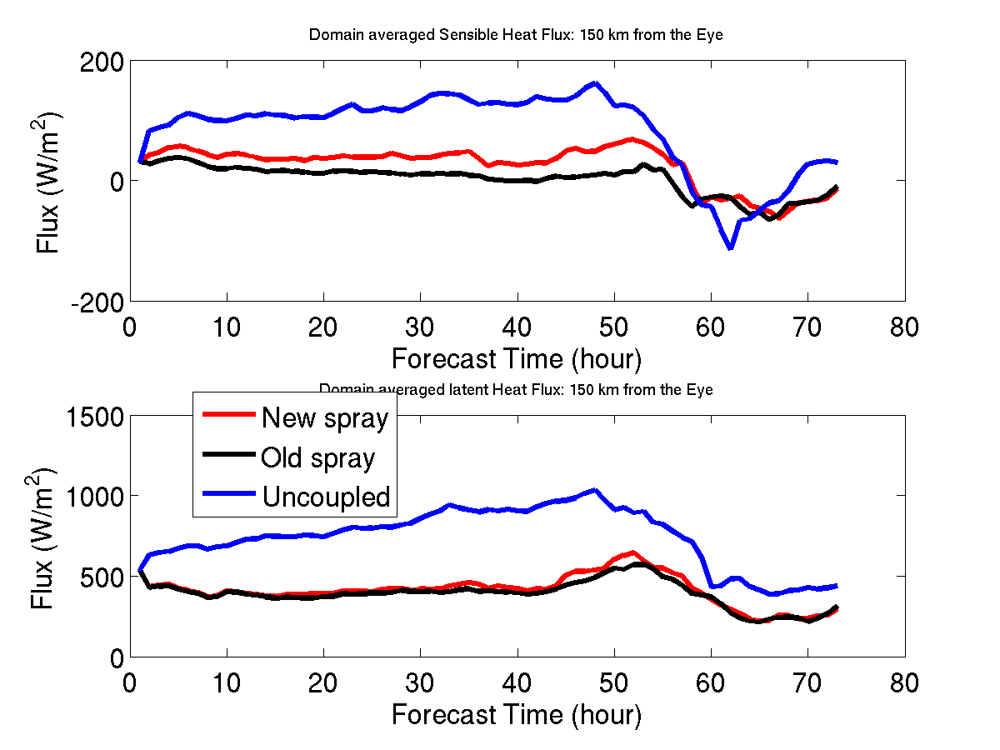 Domain averaged Sensible Heat Flux: 150 km from the Eye
200
0
-200
Flux (W/m²)
0 10 20 30 40 50 60 70 80
Forecast Time (hour)
Domain averaged latent Heat Flux: 150 km from the Eye
1500
1000
500
0
Flux (W/m²)
New spray
Old spray
Uncoupled
0 10 20 30 40 50 60 70 80
Forecast Time (hour)